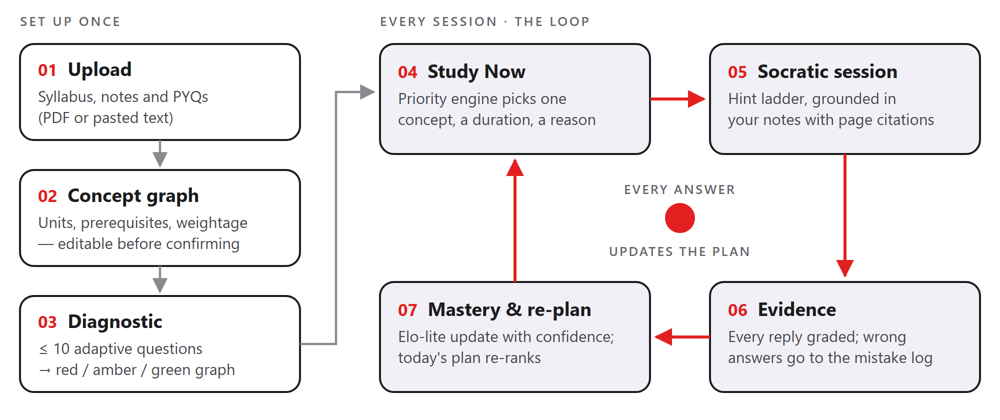 SET UP ONCE
01 Upload
Syllabus, notes and PYQs
(PDF or pasted text)
02 Concept graph
Units, prerequisites, weightage
— editable before confirming
03 Diagnostic
≤ 10 adaptive questions
→ red / amber / green graph
EVERY SESSION · THE LOOP
04 Study Now
Priority engine picks one
concept, a duration, a reason
05 Socratic session
Hint ladder, grounded in
your notes with page citations
EVERY ANSWER
UPDATES THE PLAN
06 Evidence
Every reply graded; wrong
answers go to the mistake log
07 Mastery & re-plan
Elo-lite update with confidence;
today's plan re-ranks